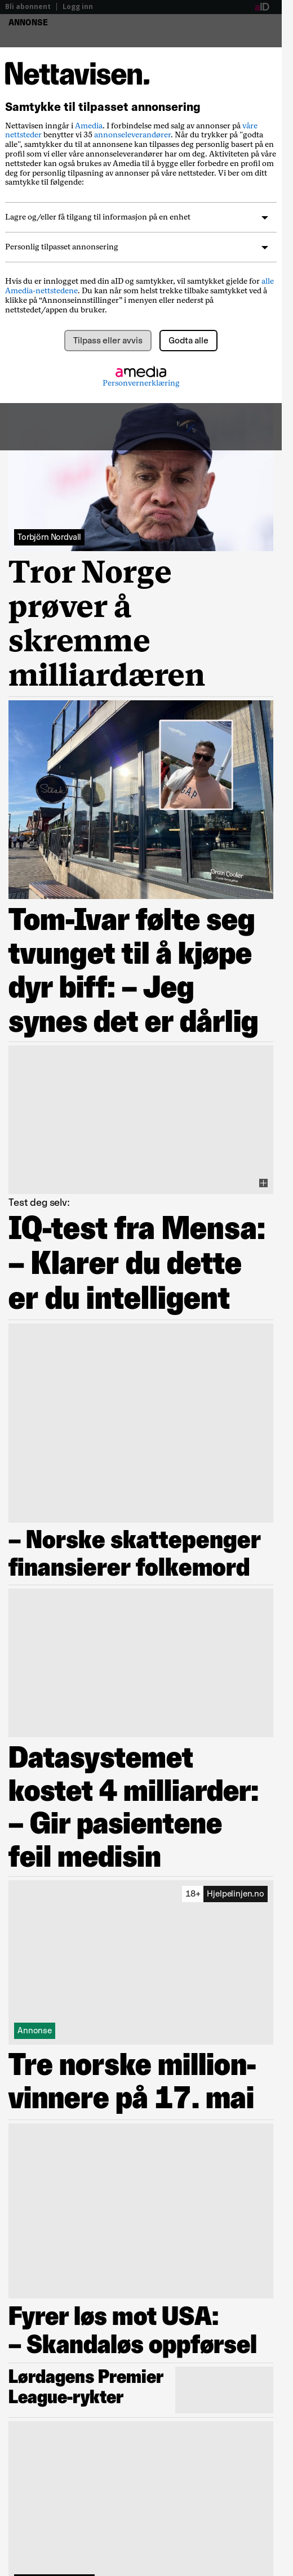 Bli abonnent | Logg inn
aID
ANNONSE
Nettavisen.
Samtykke til tilpasset annonsering
Nettavisen inngår i Amedia. I forbindelse med salg av annonser på våre
nettsteder benytter vi 35 annonseleverandører. Når du trykker på "godta
alle", samtykker du til at annonsene kan tilpasses deg personlig basert på en
profil som vi eller våre annonseleverandører har om deg. Aktiviteten på våre
nettsteder kan også brukes av Amedia til å bygge eller forbedre en profil om
deg for personlig tilpasning av annonser på våre nettsteder. Vi ber om ditt
samtykke til følgende:
Lagre og/eller få tilgang til informasjon på en enhet
Personlig tilpasset annonsering
Hvis du er innlogget med din aID og samtykker, vil samtykket gjelde for alle
Amedia-nettstedene. Du kan når som helst trekke tilbake samtykket ved å
klikke på “Annonseinnstillinger” i menyen eller nederst på
nettstedet/appen du bruker.
Tilpass eller avvis
Godta alle
amedia
Personvernerklæring
Torbjörn Nordvall
Tror Norge
prøver å
skremme
milliardæren
Steak
Green Cooler
Tom-Ivar følte seg
tvunget til å kjøpe
dyr biff: – Jeg
synes det er dårlig
Test deg selv:
IQ-test fra Mensa:
– Klarer du dette
er du intelligent
– Norske skattepenger
finansierer folkemord
Datasystemet
kostet 4 milliarder:
– Gir pasientene
feil medisin
18+ Hjelpelinjen.no
Annonse
Tre norske million-
vinnere på 17. mai
Fyrer løs mot USA:
– Skandaløs oppførsel
Lørdagens Premier
League-rykter